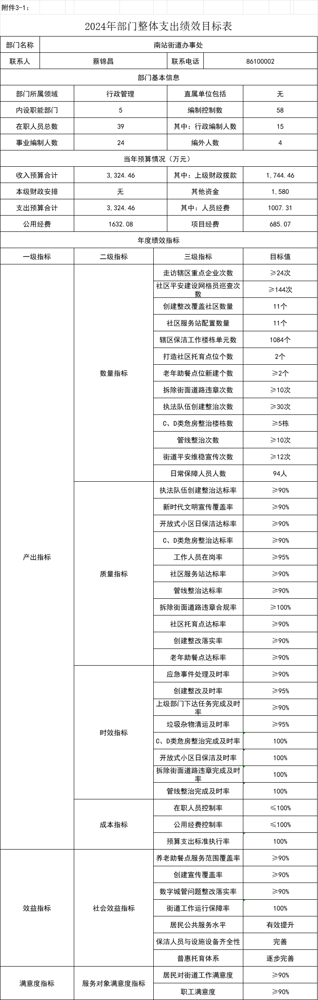 附件3-1：
2024年部门整体支出绩效目标表
部门名称 南站街道办事处
联系人 蔡锦昌 联系电话 86100002
部门基本信息
部门所属领域 行政管理 直属单位包括 无
内设职能部门 5 编制控制数 58
在职人员总数 39 其中：行政编制人数 15
事业编制人数 24 编外人数 4
当年预算情况（万元）
收入预算合计 3,324.46 其中：上级财政拨款 1,744.46
本级财政安排 无 其他资金 1,580
支出预算合计 3,324.46 其中：人员经费 1007.31
公用经费 1632.08 项目经费 685.07
年度绩效指标
一级指标 二级指标 三级指标 目标值
产出指标
数量指标
走访辖区重点企业次数 ≥24次
社区平安建设网格员巡查次
数 ≥144次
创建整改覆盖社区数量 11个
社区服务站配置数量 11个
辖区保洁工作楼栋单元数 1084个
打造社区托育点位个数 2个
老年助餐点位新建个数 ≥2个
拆除街面道路违章次数 ≥10次
执法队伍创建整治次数 ≥30次
C、D类危房整治楼栋数 ≥5栋
管线整治次数 ≥10次
街道平安维稳宣传次数 ≥12次
日常保障人员人数 94人
质量指标
执法队伍创建整治达标率 ≥90%
新时代文明宣传覆盖率 ≥90%
开放式小区日保洁达标率 ≥90%
C、D类危房整治达标率 ≥90%
工作人员在岗率 ≥95%
社区服务站达标率 ≥90%
管线整治达标率 ≥90%
拆除街面道路违章合规率 ≥100%
社区托育点达标率 ≥90%
创建整改落实率 ≥90%
老年助餐点达标率 ≥90%
时效指标
应急事件处理及时率 ≥90%
创建整改及时率 ≥95%
上级部门下达任务完成及时
率 ≥90%
垃圾杂物清运及时率 ≥95%
C、D类危房整治完成及时率 100%
开放式小区日保洁及时率 100%
拆除街面道路违章完成及时
率 100%
管线整治完成及时率 100%
成本指标
在职人员控制率 ≤100%
公用经费控制率 ≤100%
预算支出标准执行率 100%
效益指标
社会效益指标
养老助餐点服务范围覆盖率 ≥90%
创建宣传覆盖率 ≥90%
数字城管问题整改落实率 ≥90%
街道工作运行保障率 100%
居民公共服务水平 有效提升
保洁人员与设施设备齐全性 完善
普惠托育体系 逐步完善
满意度指标
服务对象满意度指标
居民对街道工作满意度 ≥90%
职工满意度 ≥90%